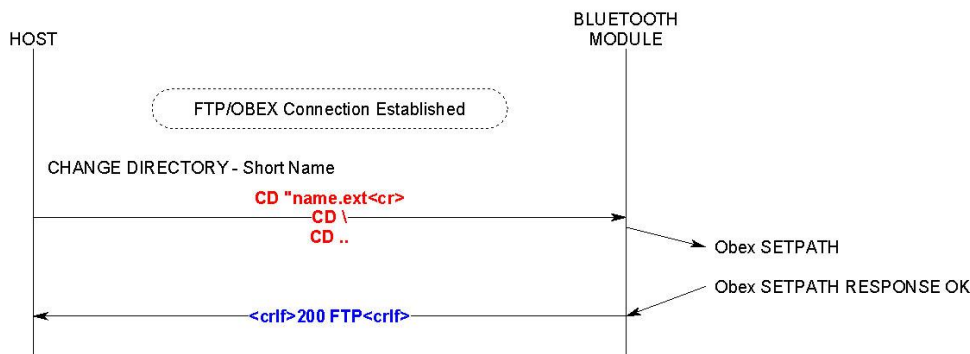 HOST
BLUETOOTH
MODULE
FTP/OBEX Connection Established
CHANGE DIRECTORY - Short Name
CD "name.ext<cr>
CD \
CD ..
Obex SETPATH
Obex SETPATH RESPONSE OK
<crlf>200 FTP<crlf>